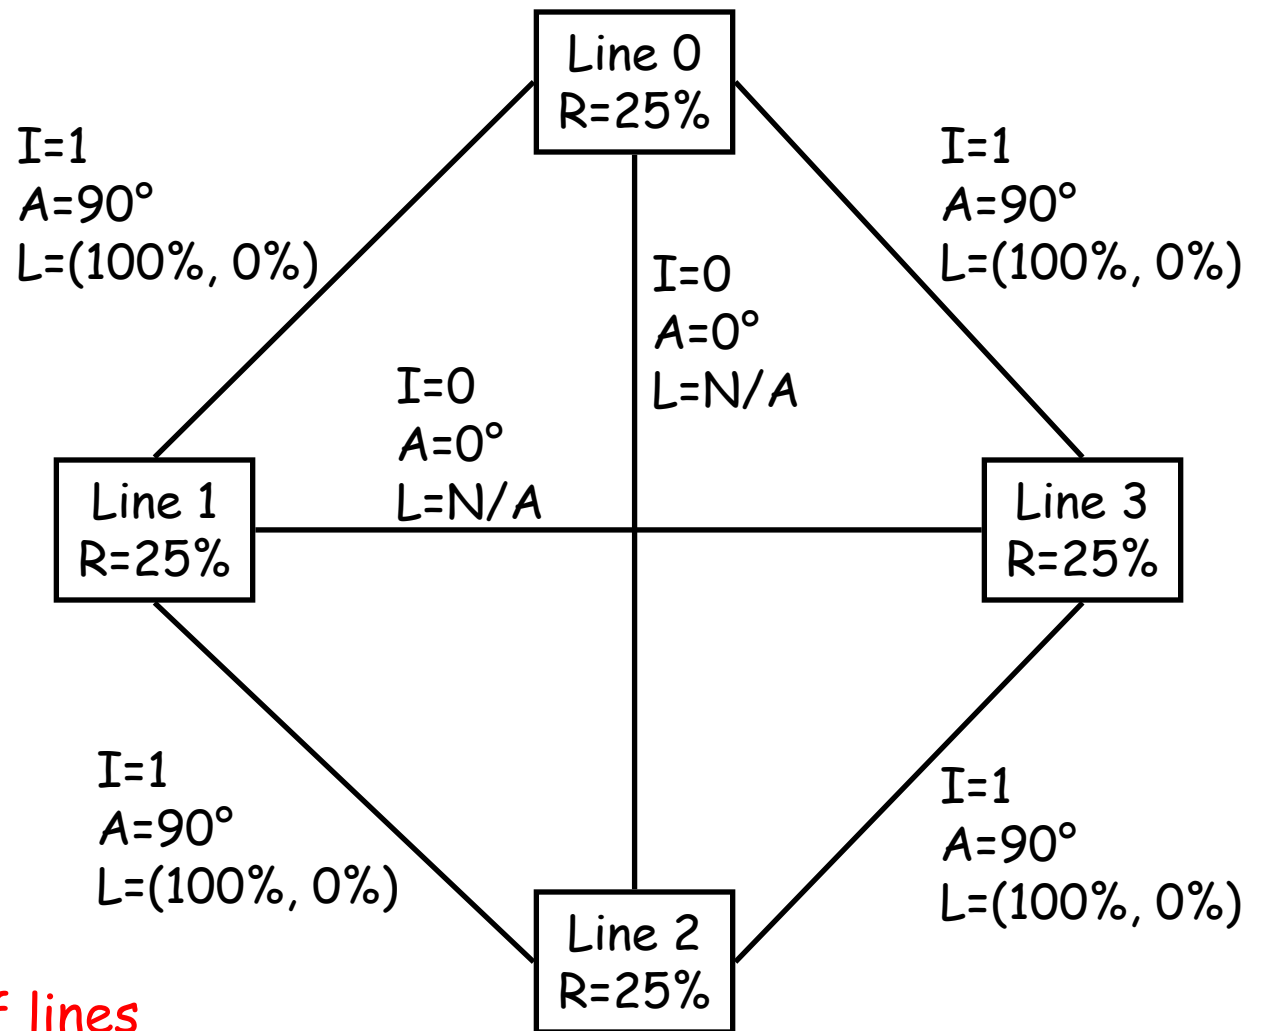 Line 0
R=25%
I=1
A=90°
L=(100%, 0%)
I=1
A=90°
L=(100%, 0%)
I=0
A=0°
L=N/A
I=0
A=0°
L=N/A
Line 1
R=25%
Line 3
R=25%
I=1
A=90°
L=(100%, 0%)
I=1
A=90°
L=(100%, 0%)
Line 2
R=25%
lines